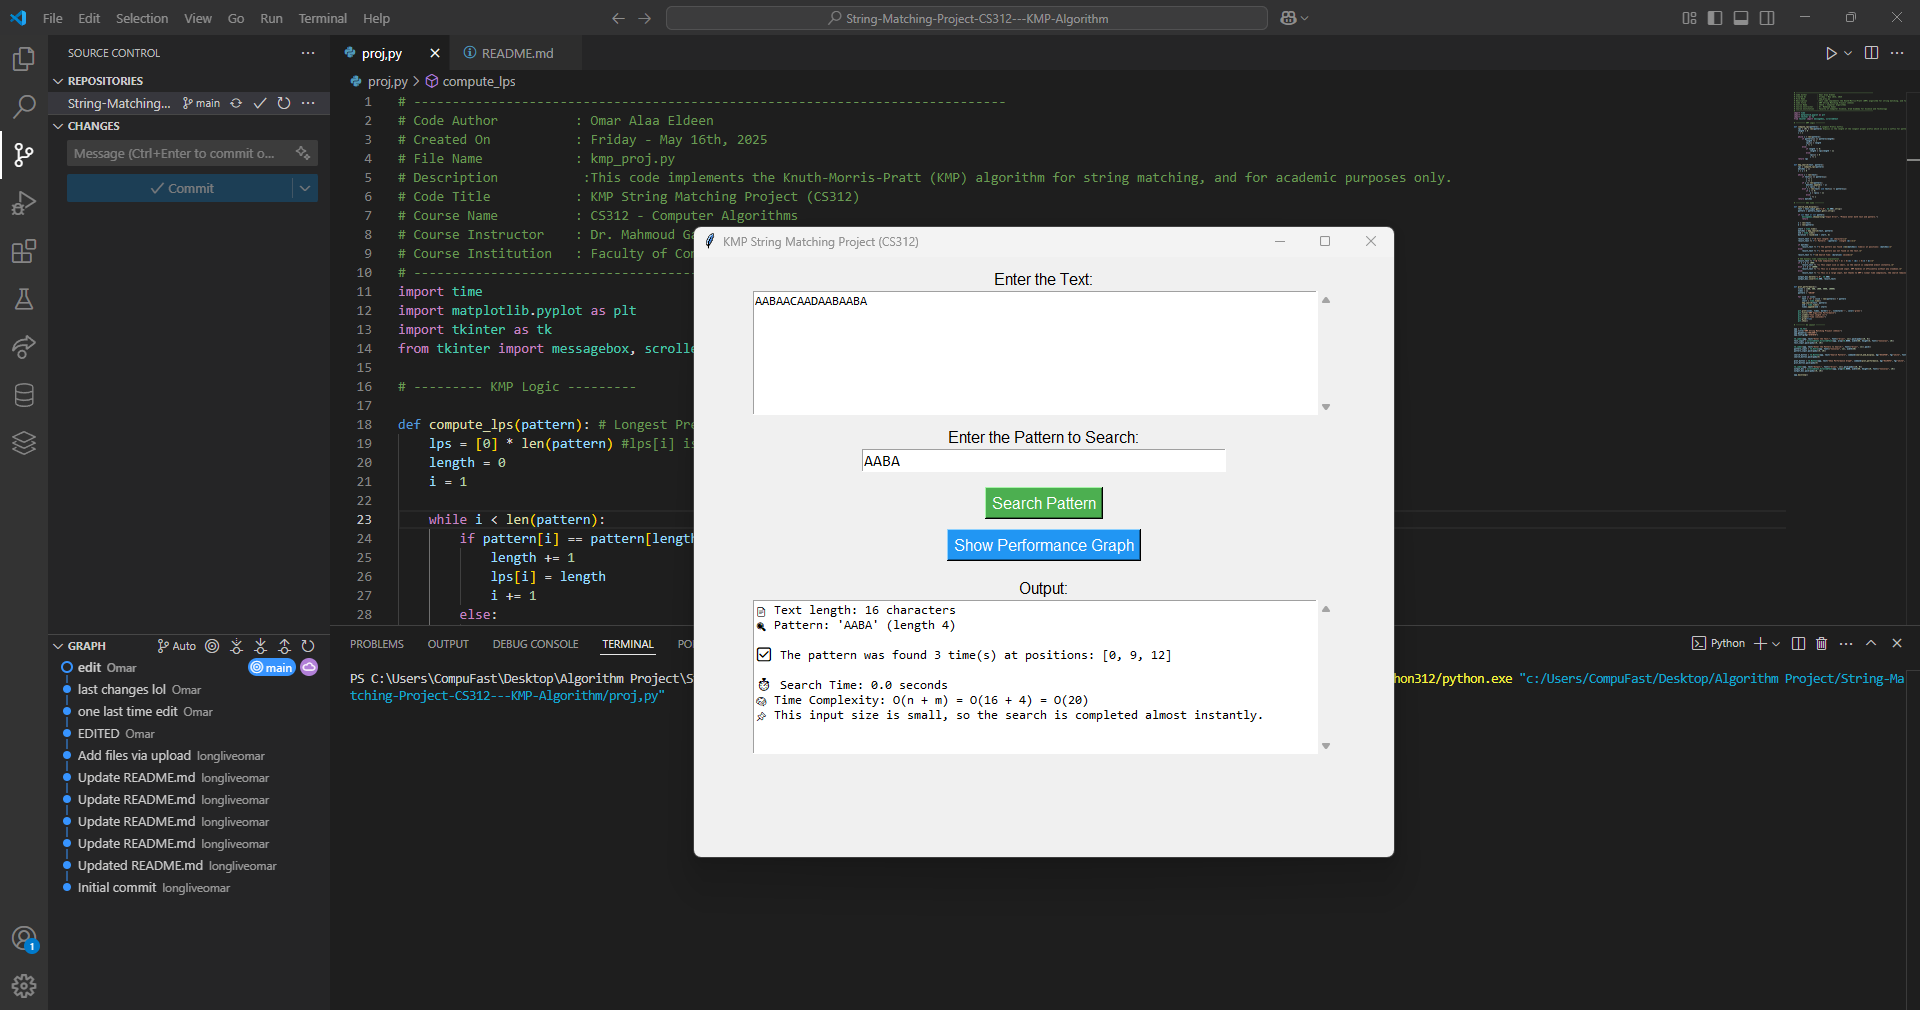 File Edit Selection View Go Run Terminal Help
String-Matching-Project-CS312---KMP-Algorithm
SOURCE CONTROL
REPOSITORIES
String-Matching... main
CHANGES
Message (Ctrl+Enter to commit o...
Commit
proj,py
README.md
proj,py > compute_lps
1 # -----------------------------------------------------------------------------
2 # Code Author : Omar Alaa Eldeen
3 # Created On : Friday - May 16th, 2025
4 # File Name : kmp_proj.py
5 # Description :This code implements the Knuth-Morris-Pratt (KMP) algorithm for string matching, and for academic purposes only.
6 # Code Title : KMP String Matching Project (CS312)
7 # Course Name : CS312 - Computer Algorithms
8 # Course Instructor : Dr. Mahmoud Ga
9 # Course Institution : Faculty of Com
10 # -------------------------------------
11 import time
12 import matplotlib.pyplot as plt
13 import tkinter as tk
14 from tkinter import messagebox, scrolle
15
16 # --------- KMP Logic ---------
17
18 def compute_lps(pattern): # Longest Pre
19 lps = [0] * len(pattern) #lps[i] is
20 length = 0
21 i = 1
22
23 while i < len(pattern):
24 if pattern[i] == pattern[length
25 length += 1
26 lps[i] = length
27 i += 1
28 else:
KMP String Matching Project (CS312)
Enter the Text:
AABAACAADAABAABA
Enter the Pattern to Search:
AABA
Search Pattern
Show Performance Graph
Output:
Text length: 16 characters
Pattern: 'AABA' (length 4)
The pattern was found 3 time(s) at positions: [0, 9, 12]
Search Time: 0.0 seconds
Time Complexity: O(n + m) = O(16 + 4) = O(20)
This input size is small, so the search is completed almost instantly.
GRAPH Auto
edit Omar main
last changes lol Omar
one last time edit Omar
EDITED Omar
Add files via upload longliveomar
Update README.md longliveomar
Update README.md longliveomar
Update README.md longliveomar
Update README.md longliveomar
Updated README.md longliveomar
Initial commit longliveomar
1
PROBLEMS OUTPUT DEBUG CONSOLE TERMINAL PO
Python
PS C:\Users\CompuFast\Desktop\Algorithm Project\S hon312/python.exe "c:/Users/CompuFast/Desktop/Algorithm Project/String-Ma
tching-Project-CS312---KMP-Algorithm/proj,py"